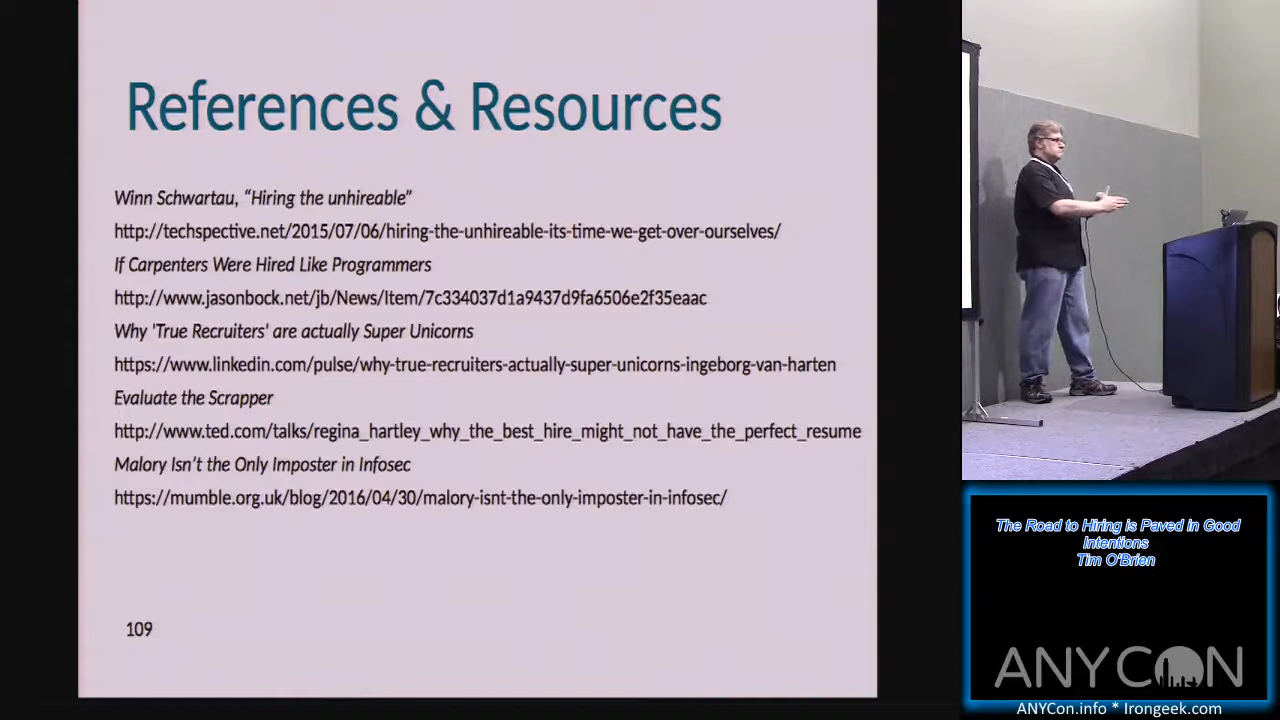 References & Resources
Winn Schwartau, “Hiring the unhireable”
http://techspective.net/2015/07/06/hiring-the-unhireable-its-time-we-get-over-ourselves/
If Carpenters Were Hired Like Programmers
http://www.jasonbock.net/jb/News/Item/7c334037d1a9437d9fa6506e2f35eaac
Why 'True Recruiters' are actually Super Unicorns
https://www.linkedin.com/pulse/why-true-recruiters-actually-super-unicorns-ingeborg-van-harten
Evaluate the Scrapper
http://www.ted.com/talks/regina_hartley_why_the_best_hire_might_not_have_the_perfect_resume
Malory Isn’t the Only Imposter in Infosec
https://mumble.org.uk/blog/2016/04/30/malory-isnt-the-only-imposter-in-infosec/
109
The Road to Hiring is Paved in Good
Intentions
Tim O'Brien
ANYCON
ANYCon.info * Irongeek.com